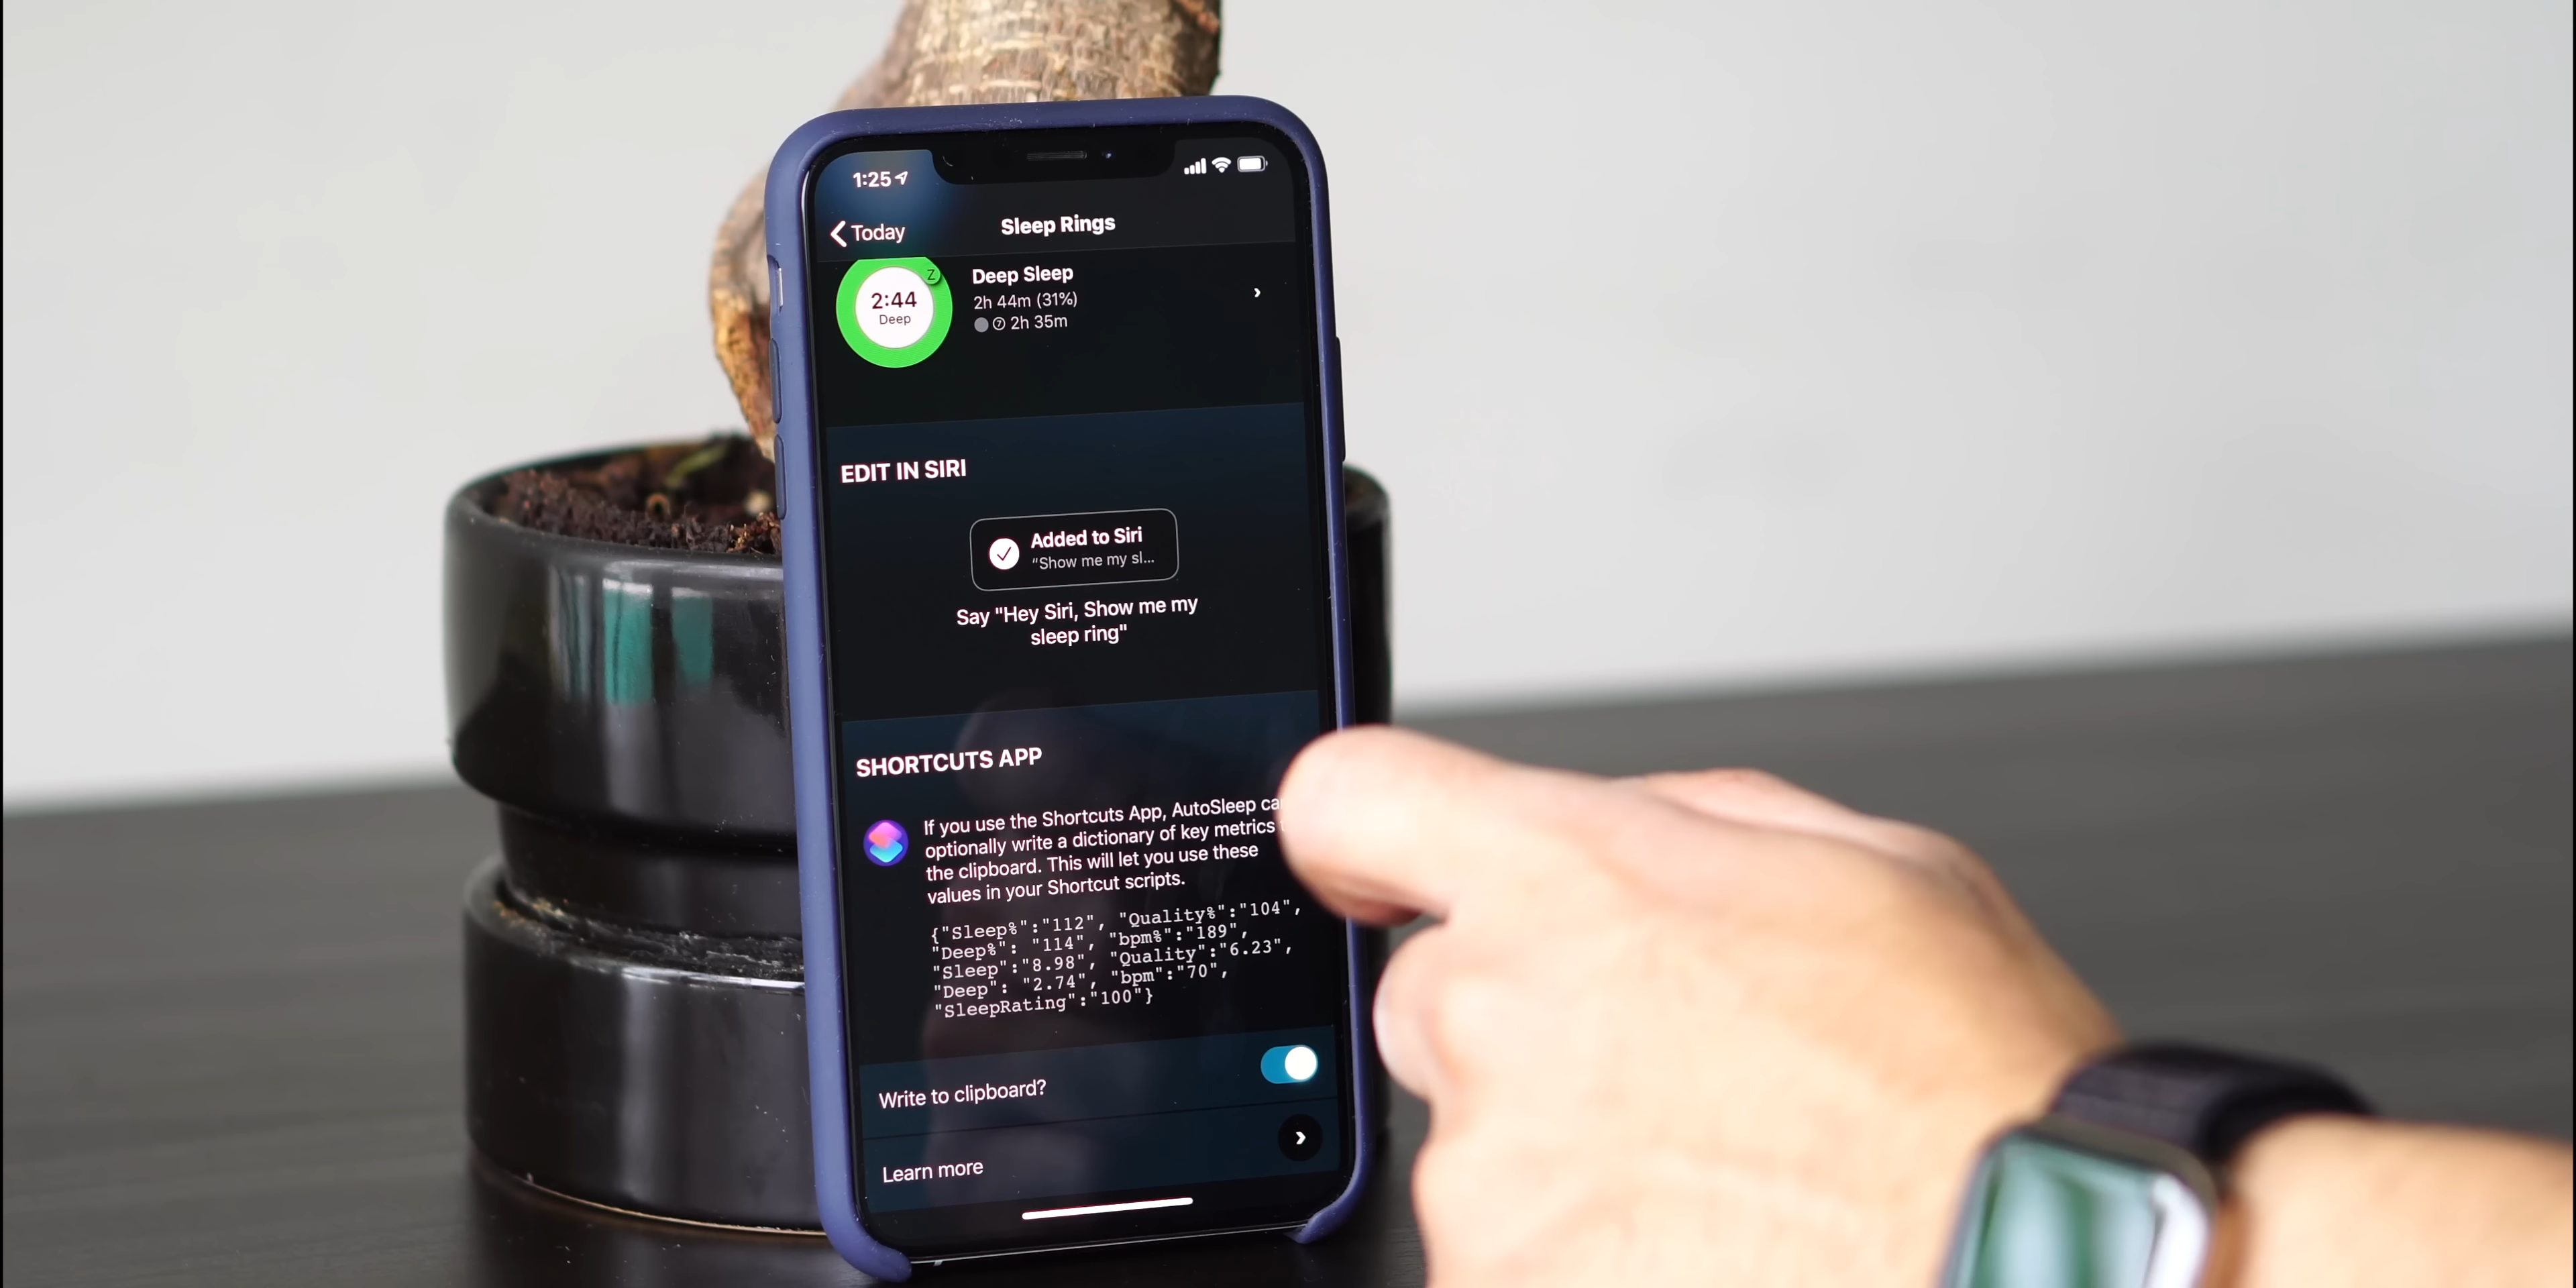 1:25
Today
Sleep Rings
Z
2:44
Deep
Deep Sleep
2h 44m (31%)
7 2h 35m
EDIT IN SIRI
Added to Siri
"Show me my sl...
Say "Hey Siri, Show me my
sleep ring"
SHORTCUTS APP
If you use the Shortcuts App, AutoSleep
optionally write a dictionary of key metrics
the clipboard. This will let you use these
values in your Shortcut scripts.
{"Sleep%":"112", "Quality%":"104",
"Deep%": "114", "bpm%":"189",
"Sleep":"8.98", "Quality":"6.23",
"Deep": "2.74", "bpm":"70",
"SleepRating":"100"}
Write to clipboard?
Learn more